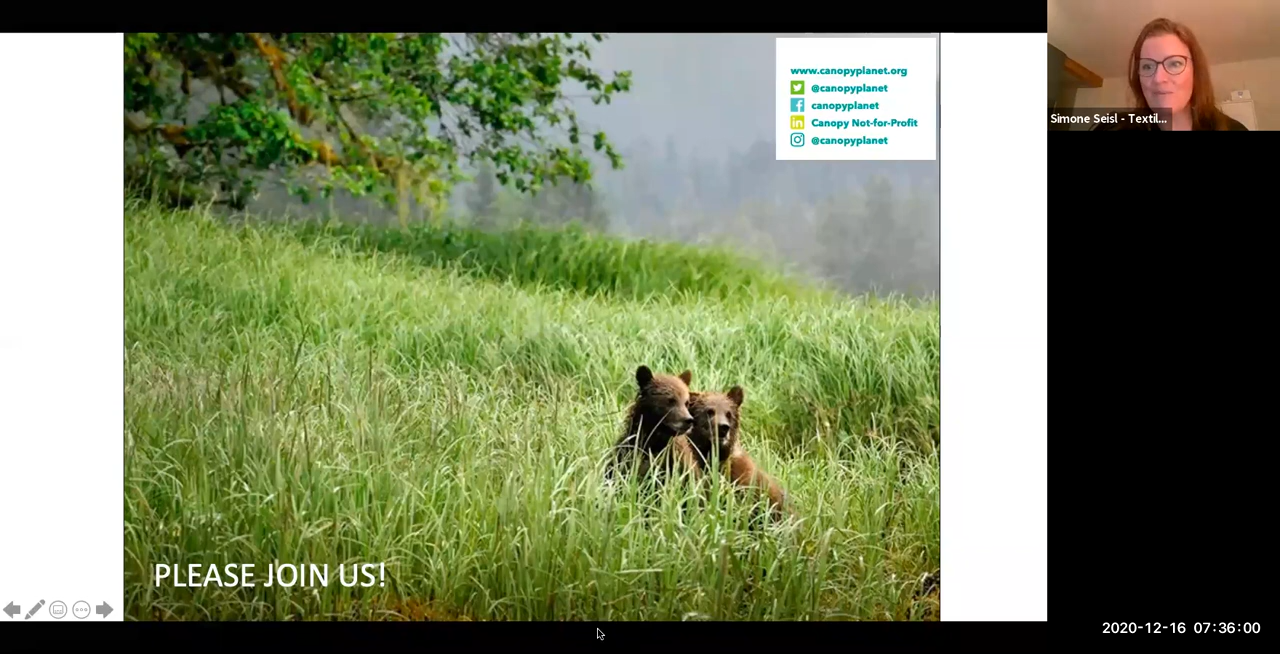 www.canopyplanet.org
@canopyplanet
canopyplanet
Canopy Not-for-Profit
@canopyplanet
Simone Seisl - Textil...
PLEASE JOIN US!
2020-12-16 07:36:00